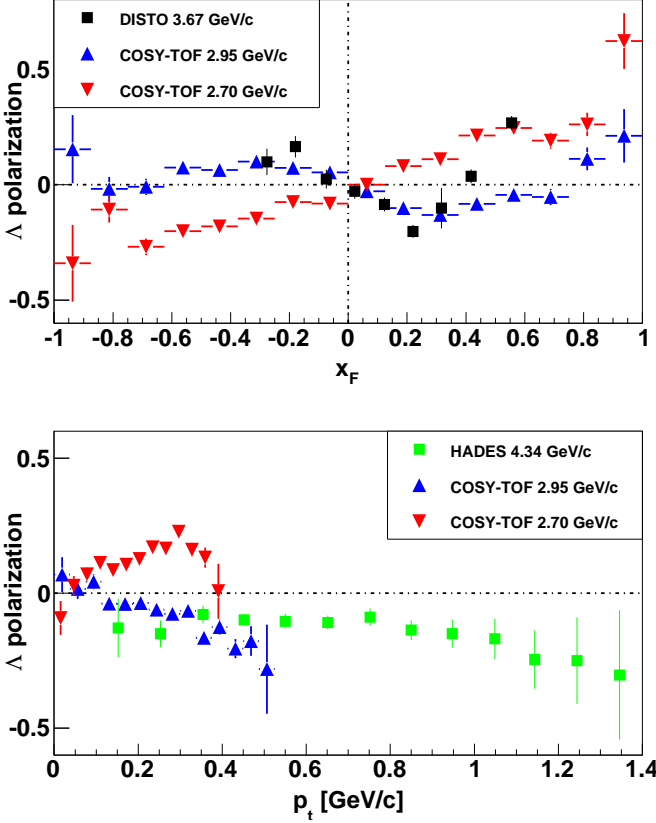 DISTO 3.67 GeV/c
COSY-TOF 2.95 GeV/c
COSY-TOF 2.70 GeV/c
Λ polarization
0.5
0
-0.5
-1 -0.8 -0.6 -0.4 -0.2 0 0.2 0.4 0.6 0.8 1
x_F
HADES 4.34 GeV/c
COSY-TOF 2.95 GeV/c
COSY-TOF 2.70 GeV/c
Λ polarization
0.5
0
-0.5
0 0.2 0.4 0.6 0.8 1 1.2 1.4
p_t [GeV/c]